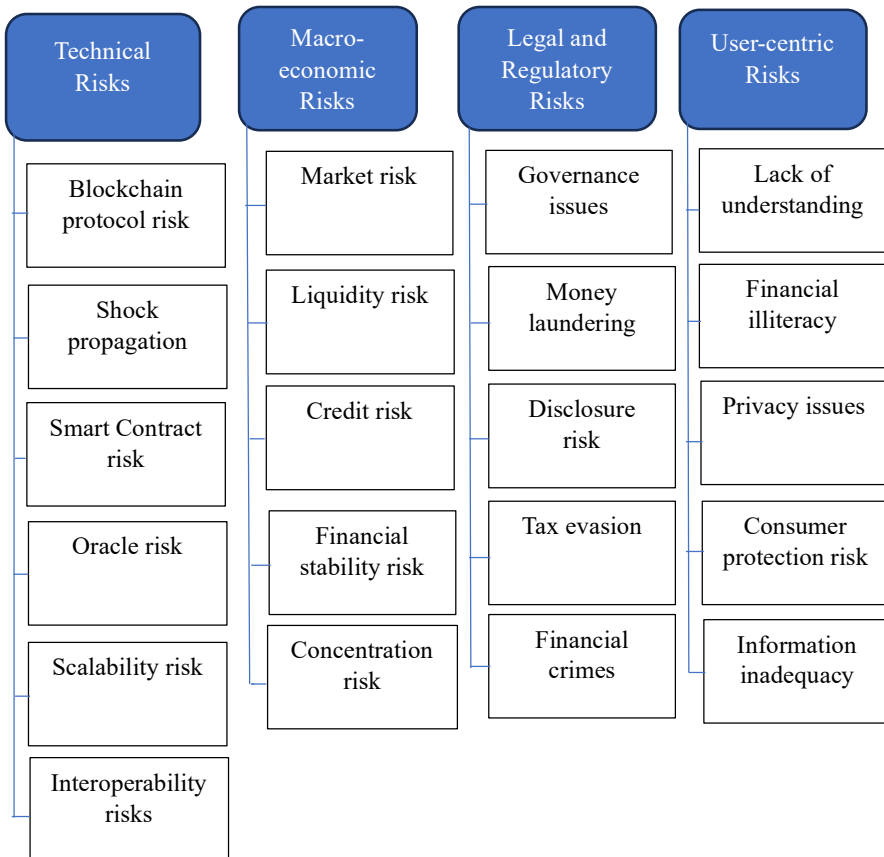 Technical
Risks
Blockchain
protocol risk
Shock
propagation
Smart Contract
risk
Oracle risk
Scalability risk
Interoperability
risks
Macro-
economic
Risks
Market risk
Liquidity risk
Credit risk
Financial
stability risk
Concentration
risk
Legal and
Regulatory
Risks
Governance
issues
Money
laundering
Disclosure
risk
Tax evasion
Financial
crimes
User-centric
Risks
Lack of
understanding
Financial
illiteracy
Privacy issues
Consumer
protection risk
Information
inadequacy